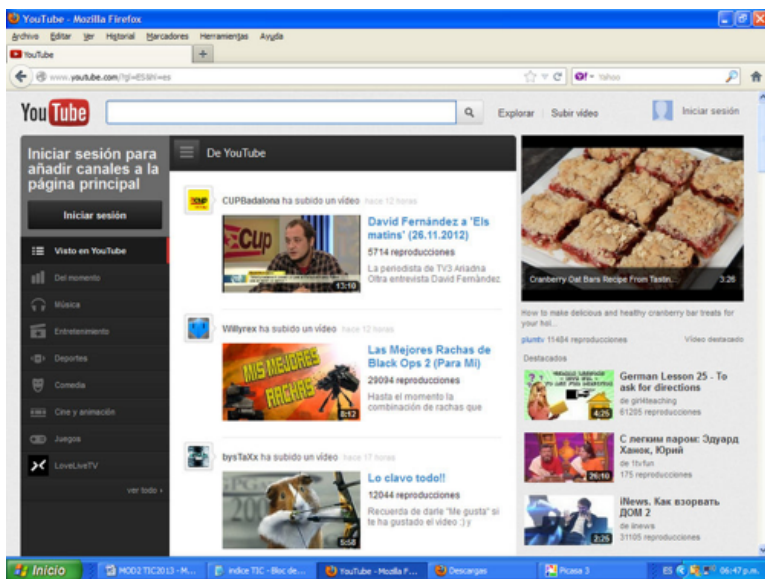 YouTube - Mozilla Firefox
Archivo Editar Ver Historial Marcadores Herramientas Ayuda
YouTube
www.youtube.com/?gl=ES&hl=es
Yahoo
YouTube
Explorar
Subir vídeo
Iniciar sesión
Iniciar sesión para
añadir canales a la
página principal
Iniciar sesión
Visto en YouTube
Del momento
Música
Entretenimiento
Deportes
Comedia
Cine y animación
Juegos
LoveLiveTV
ver todo ›
De YouTube
CUPBadalona ha subido un vídeo hace 12 horas
cup
13:10
David Fernández a 'Els
matins' (26.11.2012)
5714 reproducciones
La periodista de TV3 Ariadna
Oltra entrevista David Fernàndez
Willyrex ha subido un vídeo hace 12 horas
MIS MEJORES
RACHAS
8:12
Las Mejores Rachas de
Black Ops 2 (Para Mi)
29094 reproducciones
Hasta el momento la
combinación de rachas que
bysTaXx ha subido un vídeo hace 17 horas
5:58
Lo clavo todo!!
12044 reproducciones
Recuerda de darle "Me gusta" si
te ha gustado el video :) y
Cranberry Oat Bars Recipe From Tastin...
3:26
How to make delicious and healthy cranberry bar treats for
your hol...
plumtv 11484 reproducciones
Vídeo destacado
Destacados
4:25
German Lesson 25 - To
ask for directions
de girl4teaching
61205 reproducciones
26:10
С легким паром: Эдуард
Ханок, Юрий
de 1tvfan
175 reproducciones
2:25
iNews. Как взорвать
ДОМ 2
de inews
31105 reproducciones
Inicio
MOD2 TIC2013 - M...
indice TIC - Bloc de...
YouTube - Mozilla F...
Descargas
Picasa 3
ES
06:47 p.m.